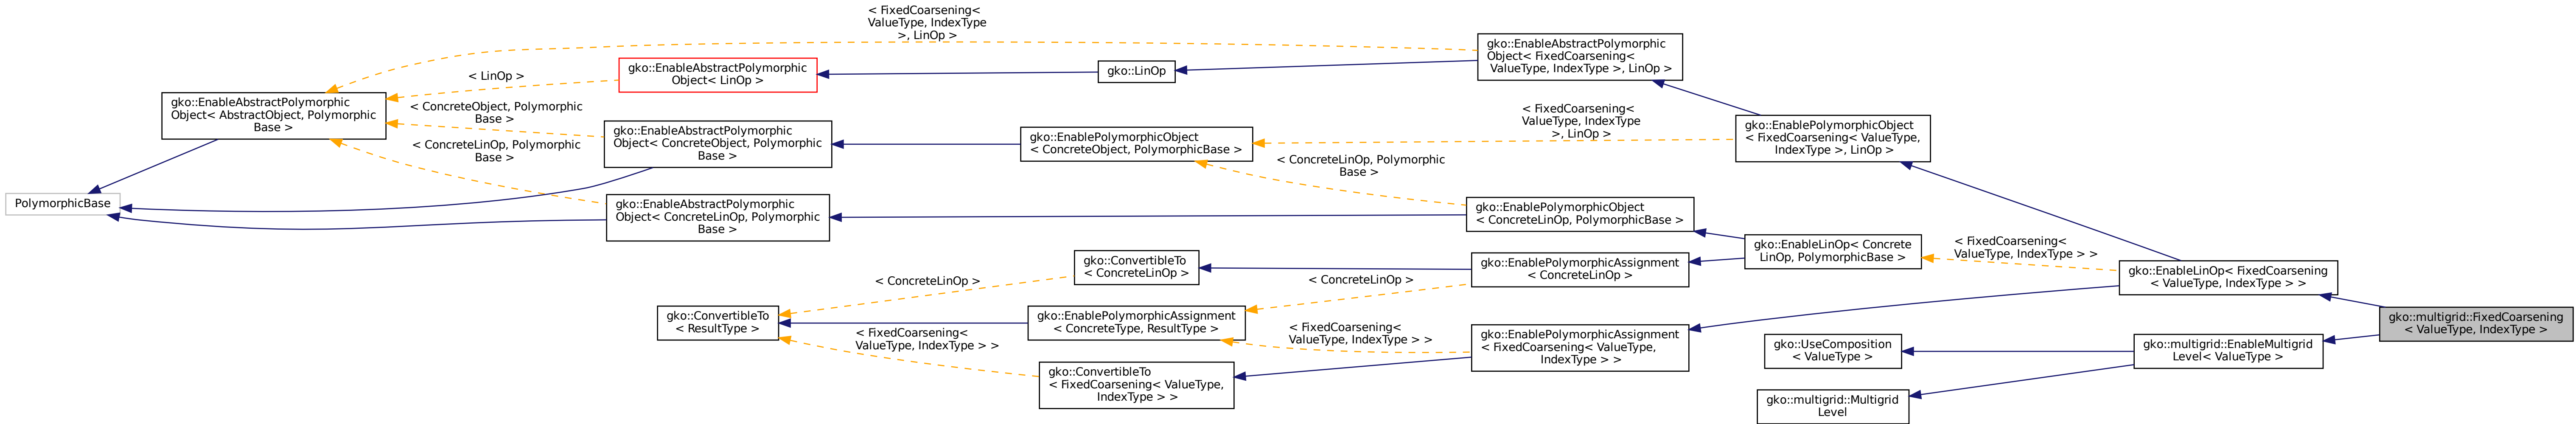 PolymorphicBase
gko::EnableAbstractPolymorphic
Object< AbstractObject, Polymorphic
Base >
< FixedCoarsening<
ValueType, IndexType
>, LinOp >
< LinOp >
< ConcreteObject, Polymorphic
Base >
< ConcreteLinOp, Polymorphic
Base >
gko::EnableAbstractPolymorphic
Object< LinOp >
gko::EnableAbstractPolymorphic
Object< ConcreteObject, Polymorphic
Base >
gko::EnableAbstractPolymorphic
Object< ConcreteLinOp, Polymorphic
Base >
gko::ConvertibleTo
< ResultType >
< ConcreteLinOp >
< FixedCoarsening<
ValueType, IndexType > >
gko::LinOp
gko::EnablePolymorphicObject
< ConcreteObject, PolymorphicBase >
gko::ConvertibleTo
< ConcreteLinOp >
gko::EnablePolymorphicAssignment
< ConcreteType, ResultType >
gko::ConvertibleTo
< FixedCoarsening< ValueType,
IndexType > >
< FixedCoarsening<
ValueType, IndexType
>, LinOp >
< ConcreteLinOp, Polymorphic
Base >
< ConcreteLinOp >
< FixedCoarsening<
ValueType, IndexType > >
gko::EnableAbstractPolymorphic
Object< FixedCoarsening<
ValueType, IndexType >, LinOp >
gko::EnablePolymorphicObject
< ConcreteLinOp, PolymorphicBase >
gko::EnablePolymorphicAssignment
< ConcreteLinOp >
gko::EnablePolymorphicAssignment
< FixedCoarsening< ValueType,
IndexType > >
gko::EnablePolymorphicObject
< FixedCoarsening< ValueType,
IndexType >, LinOp >
gko::EnableLinOp< Concrete
LinOp, PolymorphicBase >
gko::UseComposition
< ValueType >
gko::multigrid::Multigrid
Level
< FixedCoarsening<
ValueType, IndexType > >
gko::EnableLinOp< FixedCoarsening
< ValueType, IndexType > >
gko::multigrid::EnableMultigrid
Level< ValueType >
gko::multigrid::FixedCoarsening
< ValueType, IndexType >